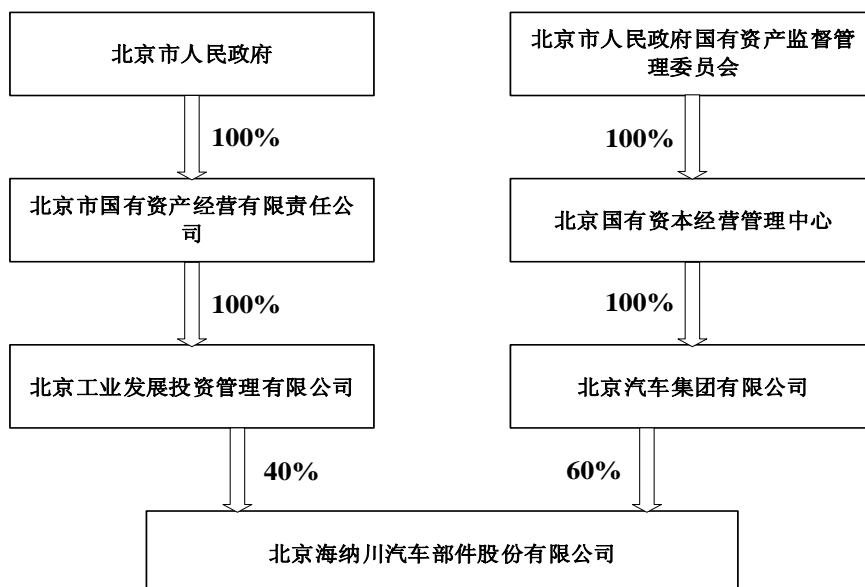 北京市人民政府
北京市人民政府国有资产监督管
理委员会
100%
100%
北京市国有资产经营有限责任公
司
北京国有资本经营管理中心
100%
100%
北京工业发展投资管理有限公司
北京汽车集团有限公司
40%
60%
北京海纳川汽车部件股份有限公司